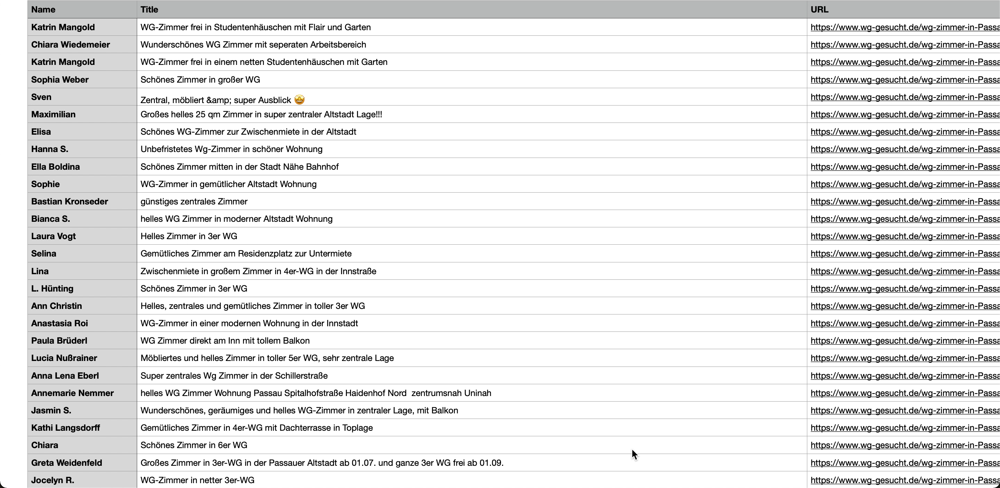 Name Title URL
Katrin Mangold WG-Zimmer frei in Studentenhäuschen mit Flair und Garten https://www.wg-gesucht.de/wg-zimmer-in-Passa
Chiara Wiedemeier Wunderschönes WG Zimmer mit seperaten Arbeitsbereich https://www.wg-gesucht.de/wg-zimmer-in-Passa
Katrin Mangold WG-Zimmer frei in einem netten Studentenhäuschen mit Garten https://www.wg-gesucht.de/wg-zimmer-in-Passa
Sophia Weber Schönes Zimmer in großer WG https://www.wg-gesucht.de/wg-zimmer-in-Passa
Sven Zentral, möbliert &amp; super Ausblick 🤩 https://www.wg-gesucht.de/wg-zimmer-in-Passa
Maximilian Großes helles 25 qm Zimmer in super zentraler Altstadt Lage!!! https://www.wg-gesucht.de/wg-zimmer-in-Passa
Elisa Schönes WG-Zimmer zur Zwischenmiete in der Altstadt https://www.wg-gesucht.de/wg-zimmer-in-Passa
Hanna S. Unbefristetes Wg-Zimmer in schöner Wohnung https://www.wg-gesucht.de/wg-zimmer-in-Passa
Ella Boldina Schönes Zimmer mitten in der Stadt Nähe Bahnhof https://www.wg-gesucht.de/wg-zimmer-in-Passa
Sophie WG-Zimmer in gemütlicher Altstadt Wohnung https://www.wg-gesucht.de/wg-zimmer-in-Passa
Bastian Kronseder günstiges zentrales Zimmer https://www.wg-gesucht.de/wg-zimmer-in-Passa
Bianca S. helles WG Zimmer in moderner Altstadt Wohnung https://www.wg-gesucht.de/wg-zimmer-in-Passa
Laura Vogt Helles Zimmer in 3er WG https://www.wg-gesucht.de/wg-zimmer-in-Passa
Selina Gemütliches Zimmer am Residenzplatz zur Untermiete https://www.wg-gesucht.de/wg-zimmer-in-Passa
Lina Zwischenmiete in großem Zimmer in 4er-WG in der Innstraße https://www.wg-gesucht.de/wg-zimmer-in-Passa
L. Hünting Schönes Zimmer in 3er WG https://www.wg-gesucht.de/wg-zimmer-in-Passa
Ann Christin Helles, zentrales und gemütliches Zimmer in toller 3er WG https://www.wg-gesucht.de/wg-zimmer-in-Passa
Anastasia Roi WG-Zimmer in einer modernen Wohnung in der Innstadt https://www.wg-gesucht.de/wg-zimmer-in-Passa
Paula Brüderl WG Zimmer direkt am Inn mit tollem Balkon https://www.wg-gesucht.de/wg-zimmer-in-Passa
Lucia Nußrainer Möbliertes und helles Zimmer in toller 5er WG, sehr zentrale Lage https://www.wg-gesucht.de/wg-zimmer-in-Passa
Anna Lena Eberl Super zentrales Wg Zimmer in der Schillerstraße https://www.wg-gesucht.de/wg-zimmer-in-Passa
Annemarie Nemmer helles WG Zimmer Wohnung Passau Spitalhofstraße Haidenhof Nord  zentrumsnah Uninah https://www.wg-gesucht.de/wg-zimmer-in-Passa
Jasmin S. Wunderschönes, geräumiges und helles WG-Zimmer in zentraler Lage, mit Balkon https://www.wg-gesucht.de/wg-zimmer-in-Passa
Kathi Langsdorff Gemütliches Zimmer in 4er-WG mit Dachterrasse in Toplage https://www.wg-gesucht.de/wg-zimmer-in-Passa
Chiara Schönes Zimmer in 6er WG https://www.wg-gesucht.de/wg-zimmer-in-Passa
Greta Weidenfeld Großes Zimmer in 3er-WG in der Passauer Altstadt ab 01.07. und ganze 3er WG frei ab 01.09. https://www.wg-gesucht.de/wg-zimmer-in-Passa
Jocelyn R. WG-Zimmer in netter 3er-WG https://www.wg-gesucht.de/wg-zimmer-in-Passa